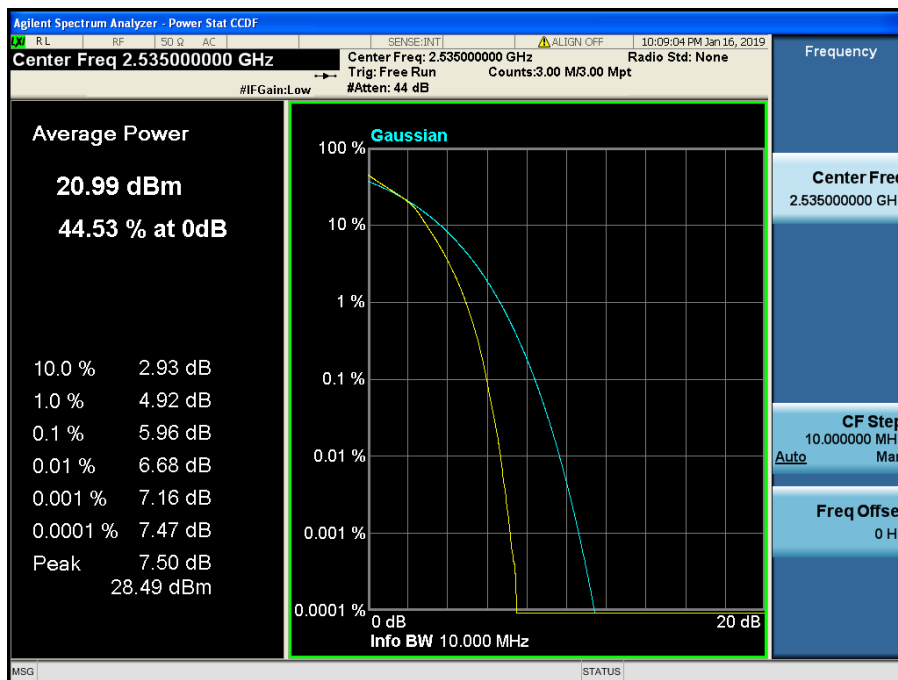 Agilent Spectrum Analyzer - Power Stat CCDF
LXI RL RF 50 Ω AC SENSE:INT ALIGN OFF 10:09:04 PM Jan 16, 2019
Center Freq 2.535000000 GHz
Center Freq: 2.535000000 GHz Radio Std: None
Trig: Free Run Counts:3.00 M/3.00 Mpt
#IFGain:Low #Atten: 44 dB
Frequency
Average Power
20.99 dBm
44.53 % at 0dB
10.0 % 2.93 dB
1.0 % 4.92 dB
0.1 % 5.96 dB
0.01 % 6.68 dB
0.001 % 7.16 dB
0.0001 % 7.47 dB
Peak 7.50 dB
28.49 dBm
Gaussian
100 %
10 %
1 %
0.1 %
0.01 %
0.001 %
0.0001 %
0 dB 20 dB
Info BW 10.000 MHz
Center Fre
2.535000000 GH
CF Step
10.000000 MH
Auto Ma
Freq Offse
0 H
MSG STATUS